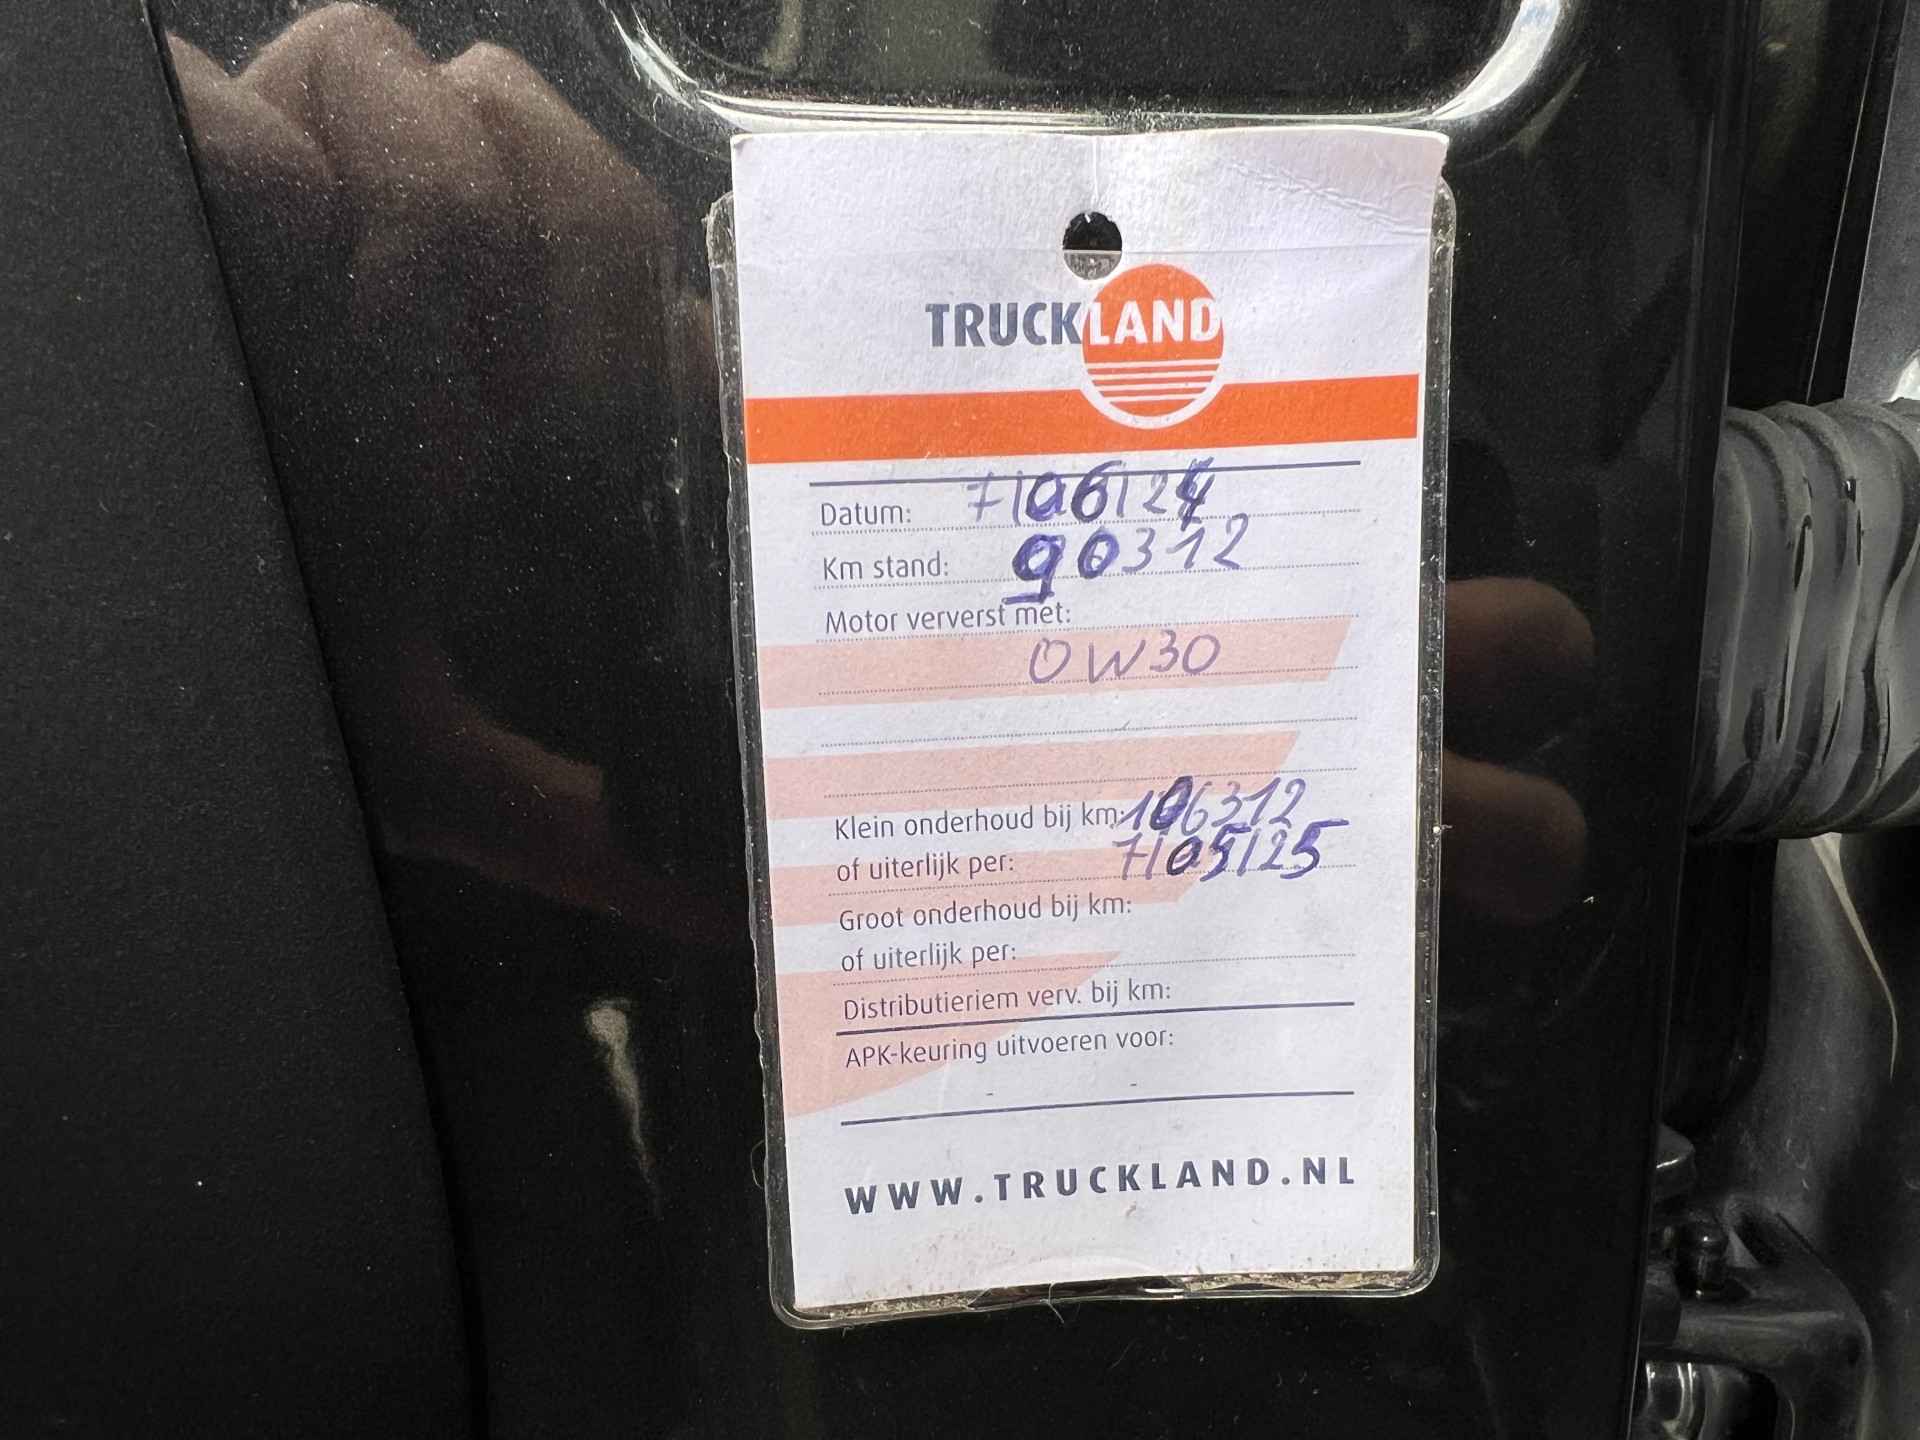 TRUCKLAND
Datum: 7/06/24
Km stand: 90312
Motor ververst met:
0W30
Klein onderhoud bij km: 106312
of uiterlijk per: 7/05/25
Groot onderhoud bij km:
of uiterlijk per:
Distributieriem verv. bij km:
APK-keuring uitvoeren voor:
WWW.TRUCKLAND.NL